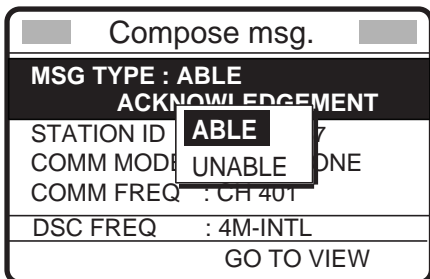 Compose msg.
MSG TYPE : ABLE
ACKNOWLEDGEMENT
STATION ID 7
ABLE
COMM MODE ONE
UNABLE
COMM FREQ : CH 401
DSC FREQ : 4M-INTL
GO TO VIEW